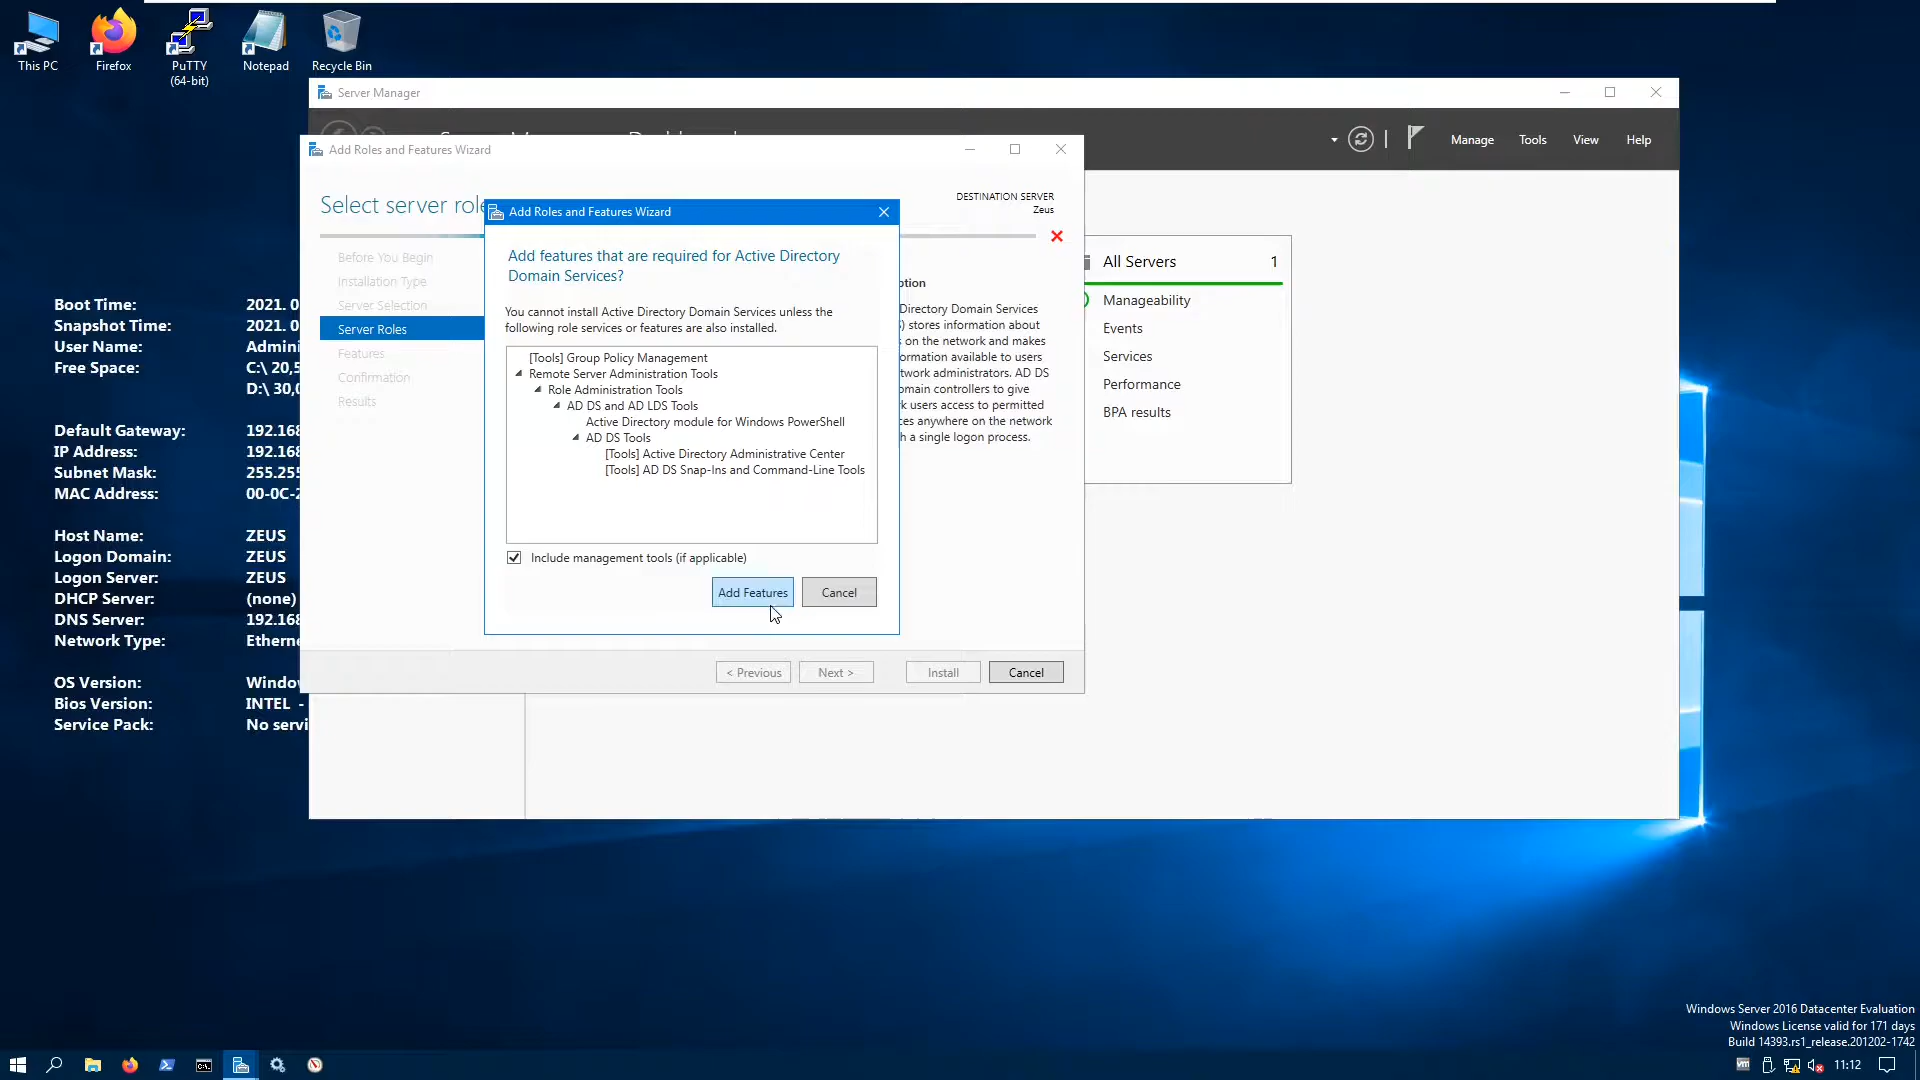 This PC
Firefox
PuTTY
(64-bit)
Notepad
Recycle Bin
Server Manager
Manage
Tools
View
Help
Add Roles and Features Wizard
Select server role
DESTINATION SERVER
Zeus
Before You Begin
Installation Type
Server Selection
Server Roles
Features
Confirmation
Results
Add Roles and Features Wizard
Add features that are required for Active Directory
Domain Services?
You cannot install Active Directory Domain Services unless the
following role services or features are also installed.
[Tools] Group Policy Management
Remote Server Administration Tools
Role Administration Tools
AD DS and AD LDS Tools
Active Directory module for Windows PowerShell
AD DS Tools
[Tools] Active Directory Administrative Center
[Tools] AD DS Snap-Ins and Command-Line Tools
Include management tools (if applicable)
Add Features
Cancel
Directory Domain Services
) stores information about
on the network and makes
ormation available to users
twork administrators. AD DS
omain controllers to give
k users access to permitted
ces anywhere on the network
h a single logon process.
< Previous
Next >
Install
Cancel
All Servers 1
Manageability
Events
Services
Performance
BPA results
Boot Time: 2021. 0
Snapshot Time: 2021. 0
User Name: Admini
Free Space: C:\ 20,5
D:\ 30,0
Default Gateway: 192.168
IP Address: 192.168
Subnet Mask: 255.255
MAC Address: 00-0C-2
Host Name: ZEUS
Logon Domain: ZEUS
Logon Server: ZEUS
DHCP Server: (none)
DNS Server: 192.168
Network Type: Etherne
OS Version: Window
Bios Version: INTEL -
Service Pack: No servi
Windows Server 2016 Datacenter Evaluation
Windows License valid for 171 days
Build 14393.rs1_release.201202-1742
11:12